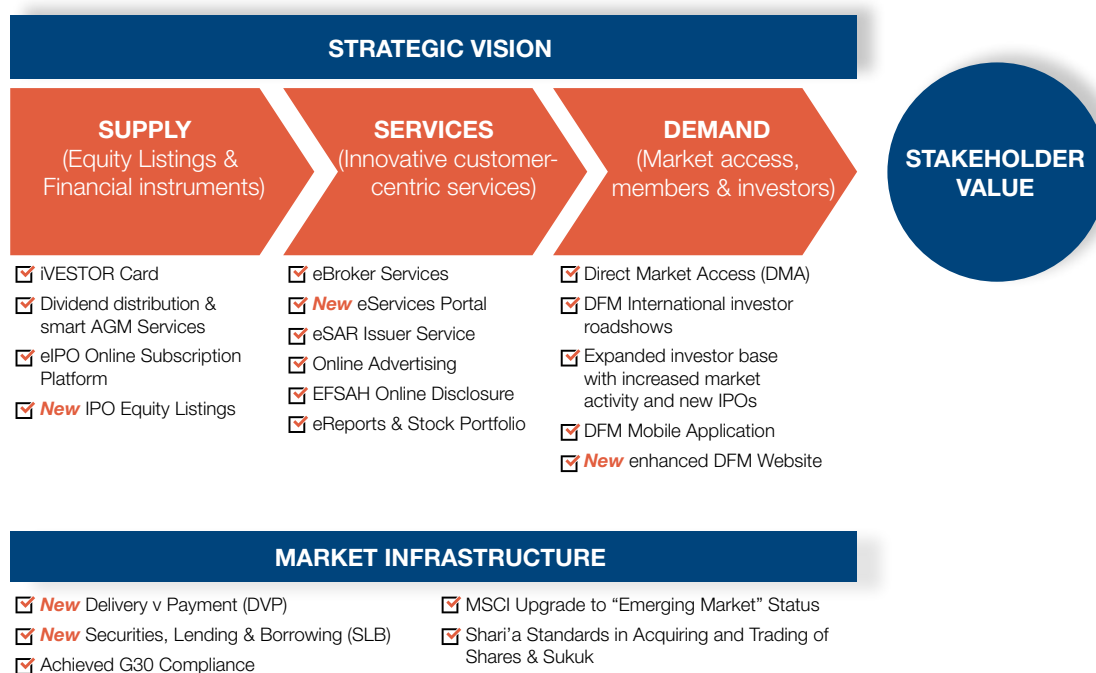 STRATEGIC VISION
SUPPLY
(Equity Listings &
Financial instruments)
SERVICES
(Innovative customer-
centric services)
DEMAND
(Market access,
members & investors)
STAKEHOLDER
VALUE
iVESTOR Card
Dividend distribution &
smart AGM Services
eIPO Online Subscription
Platform
New IPO Equity Listings
eBroker Services
New eServices Portal
eSAR Issuer Service
Online Advertising
EFSAH Online Disclosure
eReports & Stock Portfolio
Direct Market Access (DMA)
DFM International investor
roadshows
Expanded investor base
with increased market
activity and new IPOs
DFM Mobile Application
New enhanced DFM Website
MARKET INFRASTRUCTURE
New Delivery v Payment (DVP)
New Securities, Lending & Borrowing (SLB)
Achieved G30 Compliance
MSCI Upgrade to “Emerging Market” Status
Shari’a Standards in Acquiring and Trading of
Shares & Sukuk